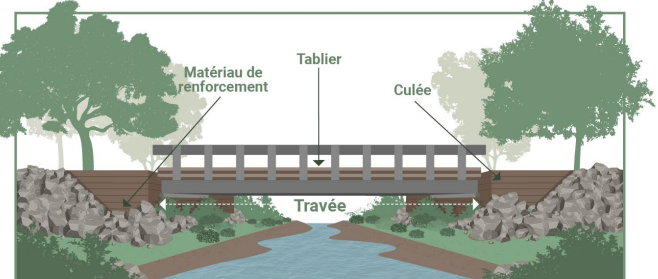 Matériau de
renforcement
Tablier
Culée
Travée